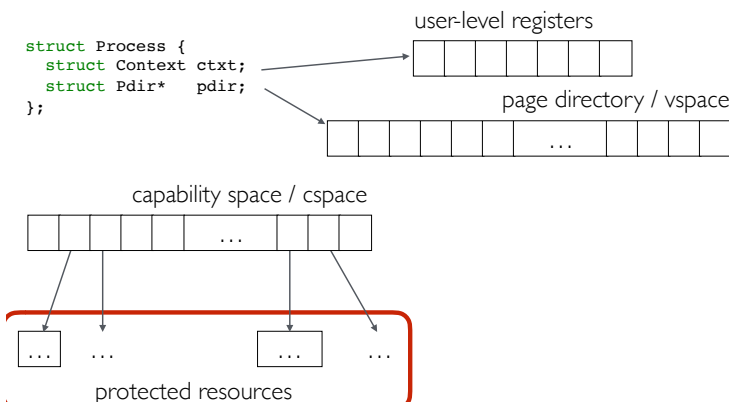 user-level registers
struct Process {
struct Context ctxt;
struct Pdir*   pdir;
};
page directory / vspace
...
capability space / cspace
...
... ... ... ...
protected resources